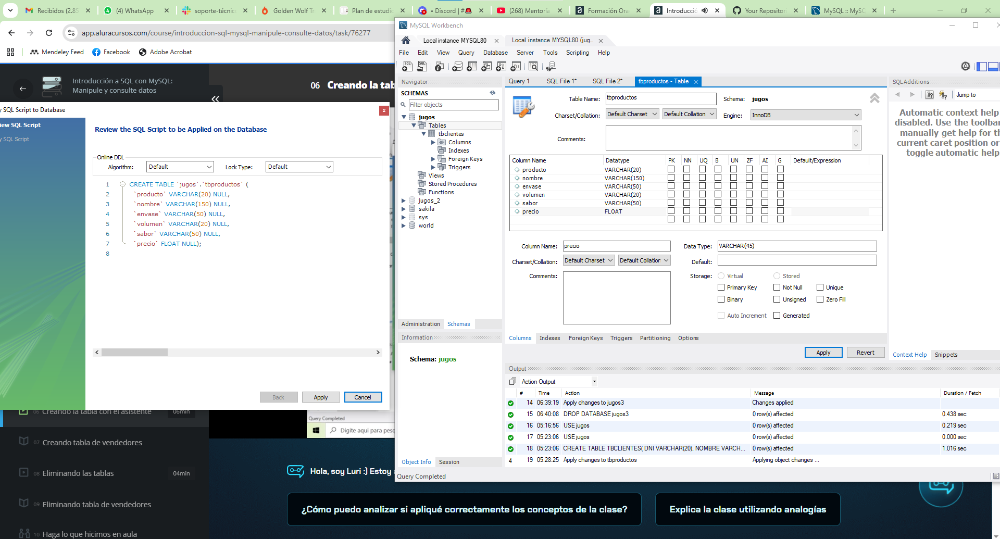 Recibidos (2.85
(4) WhatsApp
soporte-técnic
Golden Wolf Tr
Plan de estudio
• Discord | #
(268) Mentoría
Formación Ora
Introducció
Your Repositor
MySQL :: MySQ
app.aluracursos.com/course/introduccion-sql-mysql-manipule-consulte-datos/task/76277
Mendeley Feed
Facebook
Adobe Acrobat
Introducción a SQL con MySQL:
Manipule y consulte datos
06 Creando la tab
SQL Script to Database
iew SQL Script
y SQL Script
Review the SQL Script to be Applied on the Database
Online DDL
Algorithm: Default
Lock Type: Default
1 CREATE TABLE `jugos`.`tbproductos` (
2 `producto` VARCHAR(20) NULL,
3 `nombre` VARCHAR(150) NULL,
4 `envase` VARCHAR(50) NULL,
5 `volumen` VARCHAR(20) NULL,
6 `sabor` VARCHAR(50) NULL,
7 `precio` FLOAT NULL);
8
Back Apply Cancel
06 Creando la tabla con el asistente 06min
07 Creando tabla de vendedores
08 Eliminando las tablas 04min
09 Eliminando tabla de vendedores
10 Haga lo que hicimos en aula
Query Completed
Digite aqui para pesc
Hola, soy Luri :) Estoy
¿Cómo puedo analizar si apliqué correctamente los conceptos de la clase?
Explica la clase utilizando analogías
MySQL Workbench
Local instance MYSQL80
Local instance MYSQL80 (jug...
File Edit View Query Database Server Tools Scripting Help
Navigator
SCHEMAS
Filter objects
jugos
Tables
tbclientes
Columns
Indexes
Foreign Keys
Triggers
Views
Stored Procedures
Functions
jugos_2
sakila
sys
world
Administration Schemas
Information
Schema: jugos
Object Info Session
Query Completed
Query 1
SQL File 1*
SQL File 2*
tbproductos - Table
Table Name: tbproductos
Schema: jugos
Charset/Collation: Default Charset Default Collation
Engine: InnoDB
Comments:
Column Name Datatype PK NN UQ B UN ZF AI G Default/Expression
producto VARCHAR(20)
nombre VARCHAR(150)
envase VARCHAR(50)
volumen VARCHAR(20)
sabor VARCHAR(50)
precio FLOAT
Column Name: precio
Data Type: VARCHAR(45)
Charset/Collation: Default Charset Default Collation
Default:
Comments:
Storage: Virtual Stored
Primary Key Not Null Unique
Binary Unsigned Zero Fill
Auto Increment Generated
Columns Indexes Foreign Keys Triggers Partitioning Options
Apply Revert
Output
Action Output
# Time Action Message Duration / Fetch
14 06:39:19 Apply changes to jugos3 Changes applied
15 06:40:08 DROP DATABASE jugos3 0 row(s) affected 0.438 sec
16 05:16:56 USE jugos 0 row(s) affected 0.219 sec
17 05:23:06 USE jugos 0 row(s) affected 0.000 sec
18 05:23:06 CREATE TABLE TBCLIENTES( DNI VARCHAR(20), NOMBRE VARCH... 0 row(s) affected 1.016 sec
4 19 05:28:25 Apply changes to tbproductos Applying object changes ...
SQLAdditions
Jump to
Automatic context help
disabled. Use the toolbar
manually get help for th
current caret position or
toggle automatic help
Context Help Snippets